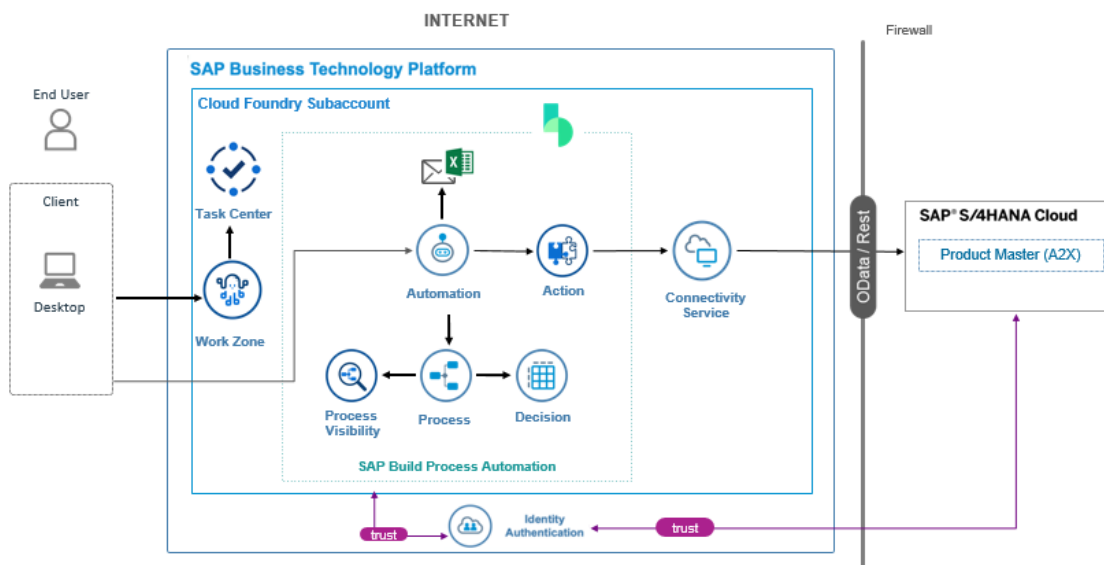 INTERNET
Firewall
SAP Business Technology Platform
Cloud Foundry Subaccount
End User
Client
Desktop
Task Center
Work Zone
Automation
Action
Connectivity
Service
OData / Rest
SAP® S/4HANA Cloud
Product Master (A2X)
Process
Visibility
Process
Decision
SAP Build Process Automation
trust
Identity
Authentication
trust